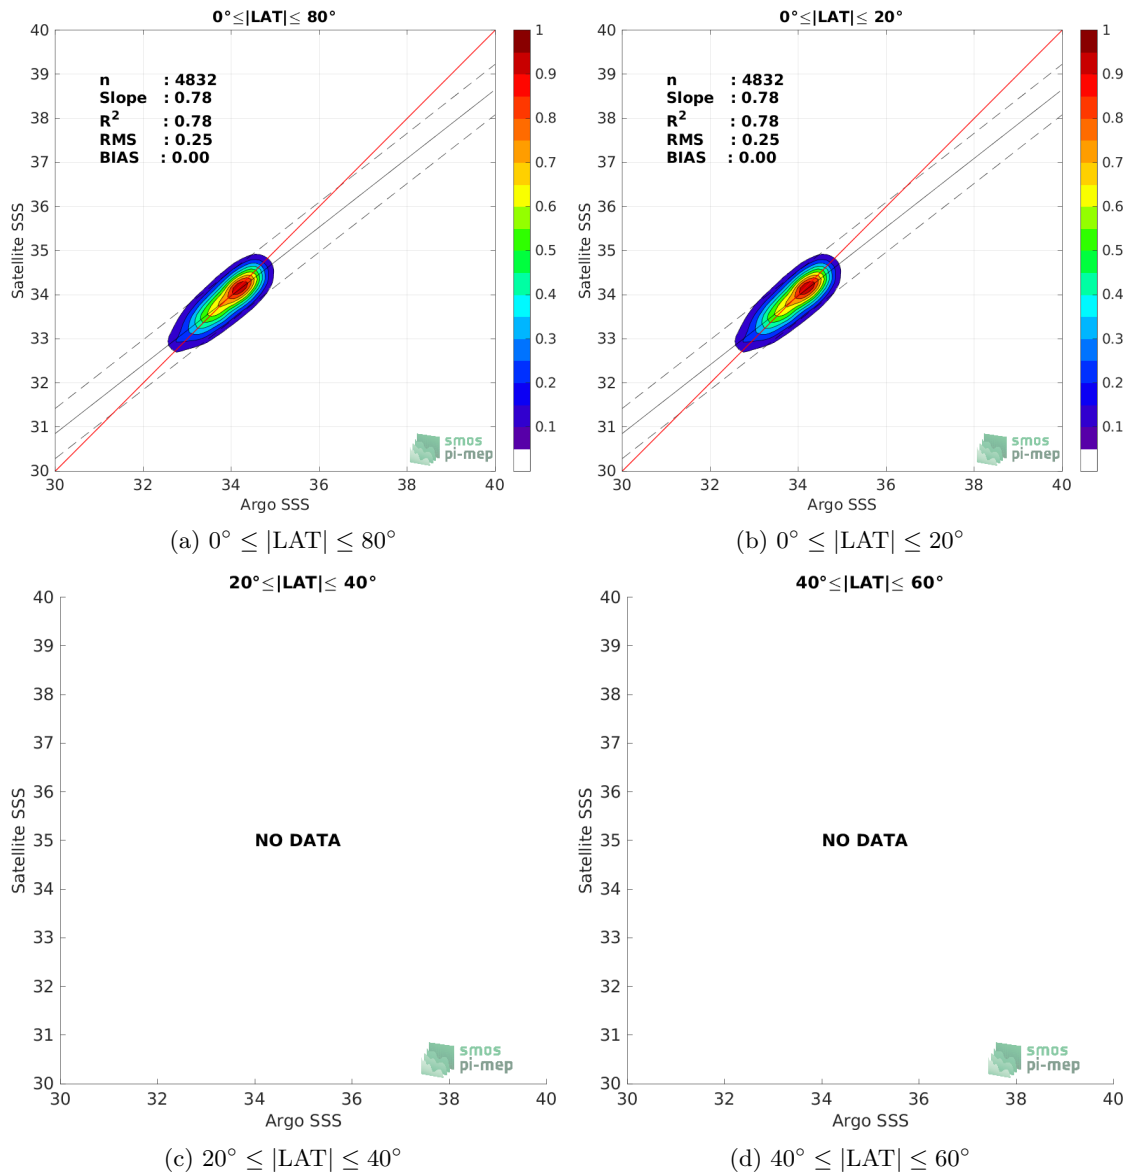 0°≤|LAT|≤ 80°
40
39
38
37
36
35
34
33
32
31
30
Satellite SSS
n : 4832
Slope : 0.78
R² : 0.78
RMS : 0.25
BIAS : 0.00
smos
pi-mep
30 32 34 36 38 40
Argo SSS
1
0.9
0.8
0.7
0.6
0.5
0.4
0.3
0.2
0.1
(a) 0° ≤ |LAT| ≤ 80°
0°≤|LAT|≤ 20°
40
39
38
37
36
35
34
33
32
31
30
Satellite SSS
n : 4832
Slope : 0.78
R² : 0.78
RMS : 0.25
BIAS : 0.00
smos
pi-mep
30 32 34 36 38 40
Argo SSS
1
0.9
0.8
0.7
0.6
0.5
0.4
0.3
0.2
0.1
(b) 0° ≤ |LAT| ≤ 20°
20°≤|LAT|≤ 40°
40
39
38
37
36
35
34
33
32
31
30
Satellite SSS
NO DATA
smos
pi-mep
30 32 34 36 38 40
Argo SSS
(c) 20° ≤ |LAT| ≤ 40°
40°≤|LAT|≤ 60°
40
39
38
37
36
35
34
33
32
31
30
Satellite SSS
NO DATA
smos
pi-mep
30 32 34 36 38 40
Argo SSS
(d) 40° ≤ |LAT| ≤ 60°